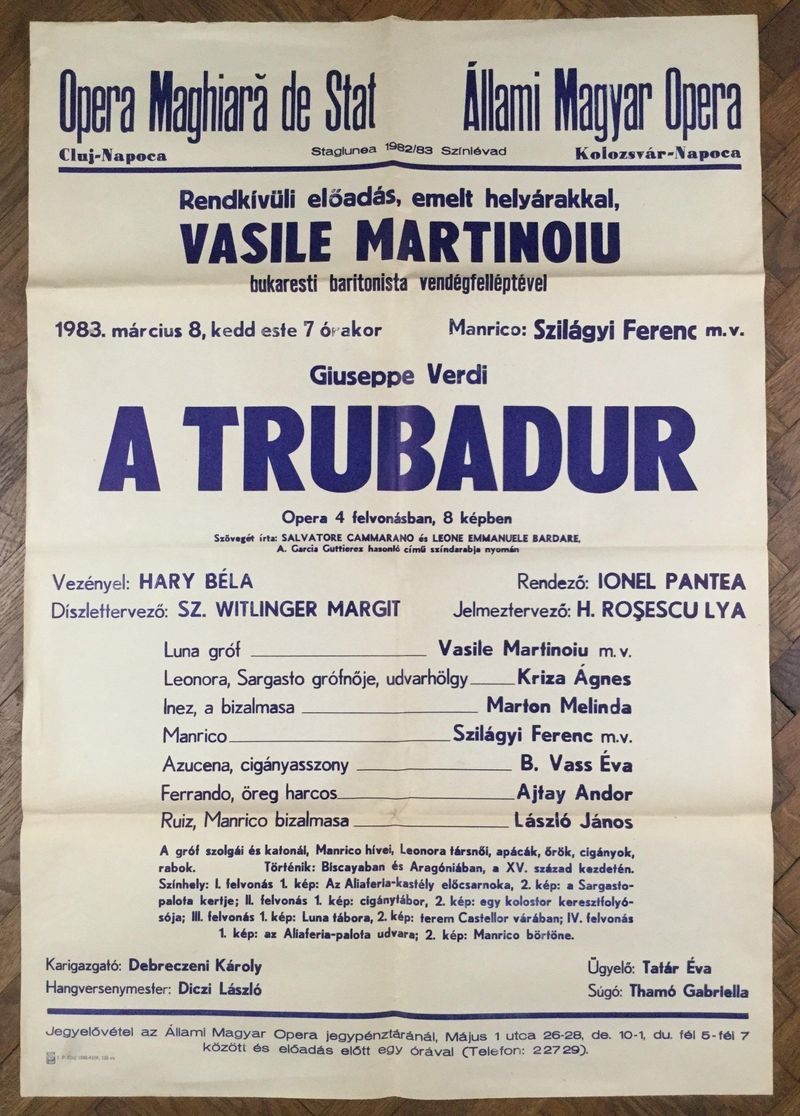 Opera Maghiară de Stat Állami Magyar Opera
Cluj-Napoca Stagiunea 1982/83 Színlévad Kolozsvár-Napoca
Rendkívüli előadás, emelt helyárakkal,
VASILE MARTINOIU
bukaresti baritonista vendégfelléptével
1983. március 8, kedd este 7 órakor Manrico: Szilágyi Ferenc m.v.
Giuseppe Verdi
A TRUBADUR
Opera 4 felvonásban, 8 képben
Szövegét írta: SALVATORE CAMMARANO és LEONE EMMANUELE BARDARE,
A. Garcia Guttierez hasonló című színdarabja nyomán
Vezényel: HARY BÉLA Rendező: IONEL PANTEA
Díszlettervező: SZ. WITLINGER MARGIT Jelmeztervező: H. ROŞESCU LYA
Luna gróf Vasile Martinoiu m.v.
Leonora, Sargasto grófnője, udvarhölgy Kriza Ágnes
Inez, a bizalmasa Marton Melinda
Manrico Szilágyi Ferenc m.v.
Azucena, cigányasszony B. Vass Éva
Ferrando, öreg harcos Ajtay Andor
Ruiz, Manrico bizalmasa László János
A gróf szolgái és katonái, Manrico hívei, Leonora társnői, apácák, őrök, cigányok,
rabok. Történik: Biscayaban és Aragóniában, a XV. század kezdetén.
Színhely: I. felvonás 1. kép: Az Aliaferia-kastély előcsarnoka, 2. kép: a Sargasto-
palota kertje; II. felvonás 1. kép: cigánytábor, 2. kép: egy kolostor keresztfolyó-
sója; III. felvonás 1. kép: Luna tábora, 2. kép: terem Castellor várában; IV. felvonás
1. kép: az Aliaferia-palota udvara; 2. kép: Manrico börtöne.
Karigazgató: Debreczeni Károly Ügyelő: Tatár Éva
Hangversenymester: Diczi László Súgó: Thamó Gabriella
Jegyelővétel az Állami Magyar Opera jegypénztáránál, Május 1 utca 26-28, de. 10-1, du. fél 5-fél 7
között és előadás előtt egy órával (Telefon: 22729).